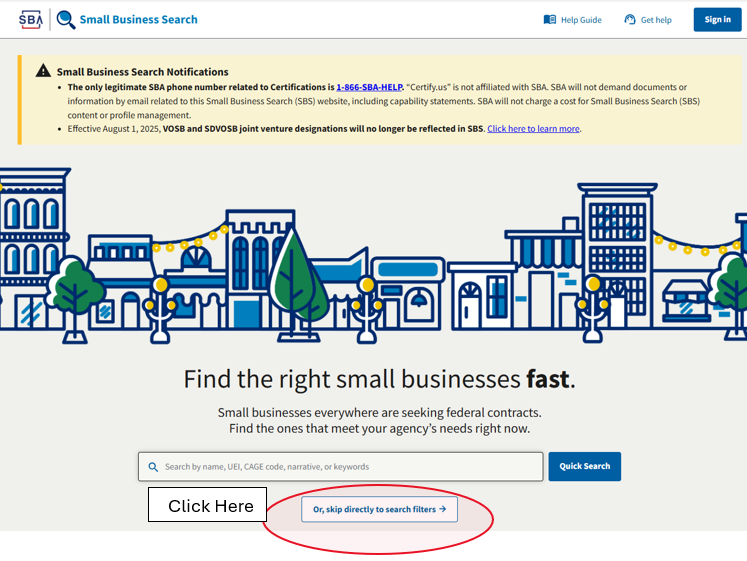 SBA Small Business Search Help Guide Get help Sign in
Small Business Search Notifications
• The only legitimate SBA phone number related to Certifications is 1-866-SBA-HELP. "Certify.us" is not affiliated with SBA. SBA will not demand documents or
information by email related to this Small Business Search (SBS) website, including capability statements. SBA will not charge a cost for Small Business Search (SBS)
content or profile management.
• Effective August 1, 2025, VOSB and SDVOSB joint venture designations will no longer be reflected in SBS. Click here to learn more.
Find the right small businesses fast.
Small businesses everywhere are seeking federal contracts.
Find the ones that meet your agency's needs right now.
Search by name, UEI, CAGE code, narrative, or keywords Quick Search
Click Here
Or, skip directly to search filters →